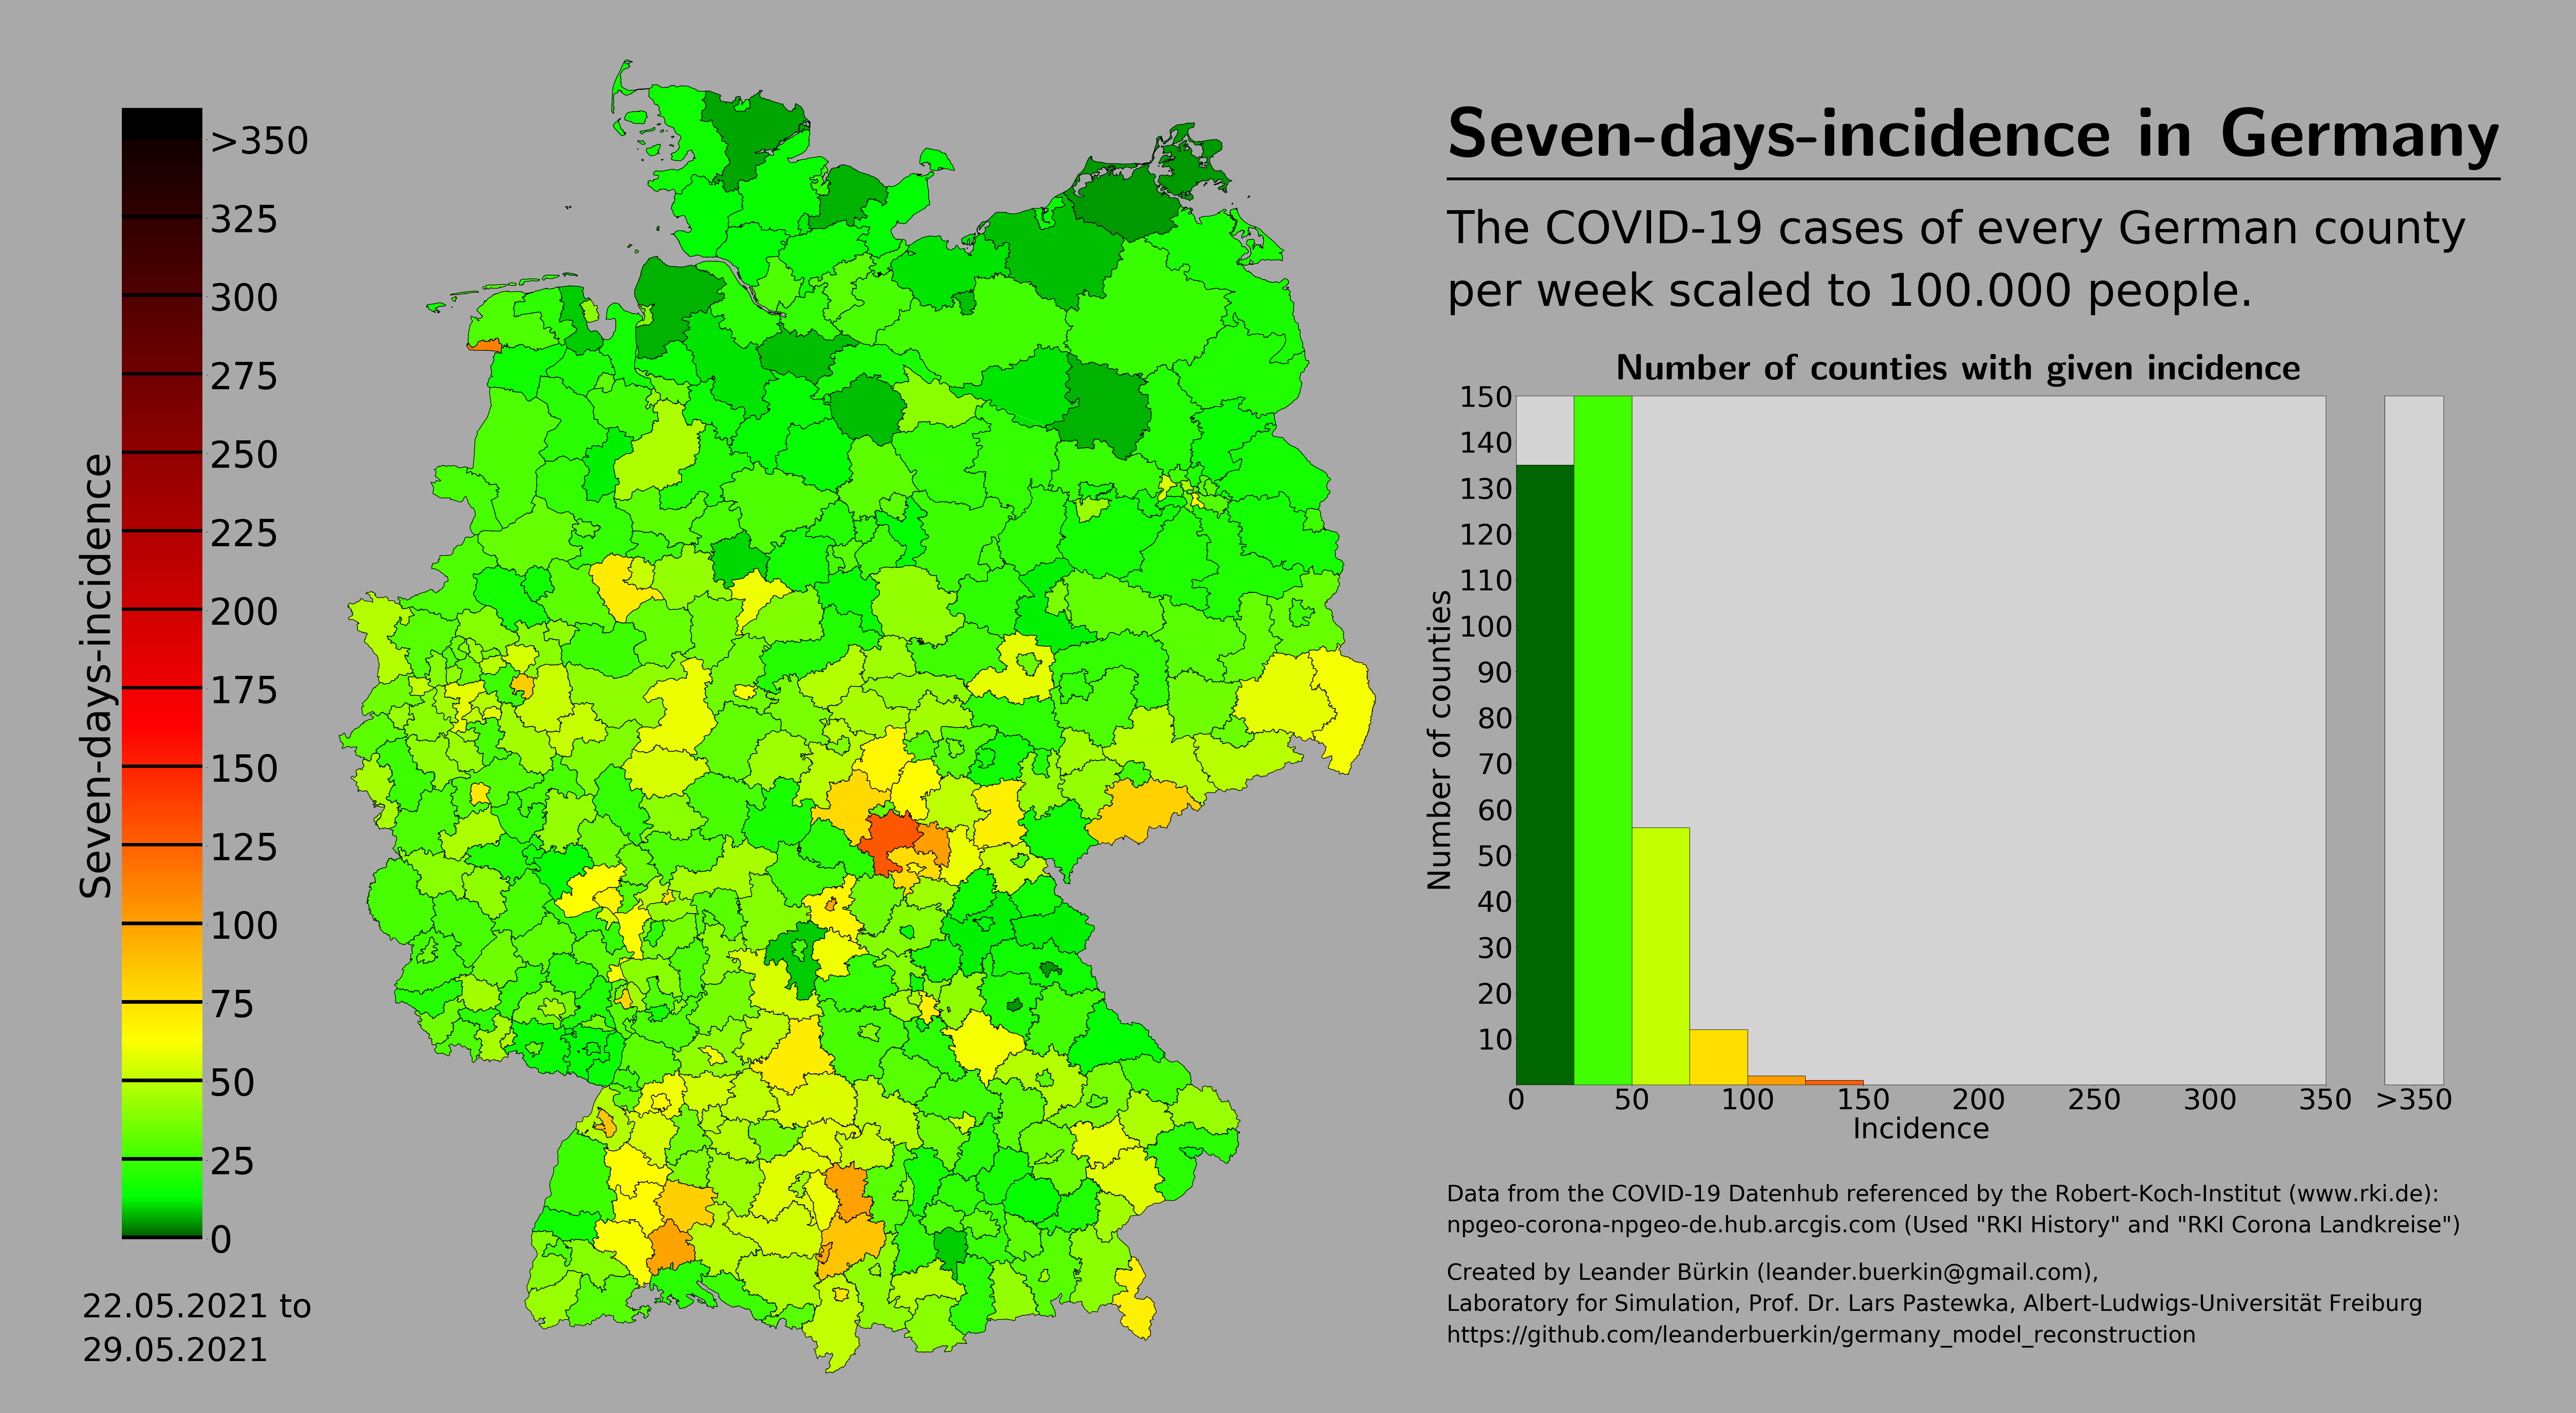 Seven-days-incidence in Germany
The COVID-19 cases of every German county
per week scaled to 100.000 people.
Seven-days-incidence
>350
325
300
275
250
225
200
175
150
125
100
75
50
25
0
22.05.2021 to
29.05.2021
Number of counties with given incidence
Number of counties
150
140
130
120
110
100
90
80
70
60
50
40
30
20
10
0 50 100 150 200 250 300 350 >350
Incidence
Data from the COVID-19 Datenhub referenced by the Robert-Koch-Institut (www.rki.de):
npgeo-corona-npgeo-de.hub.arcgis.com (Used "RKI History" and "RKI Corona Landkreise")
Created by Leander Bürkin (leander.buerkin@gmail.com),
Laboratory for Simulation, Prof. Dr. Lars Pastewka, Albert-Ludwigs-Universität Freiburg
https://github.com/leanderbuerkin/germany_model_reconstruction